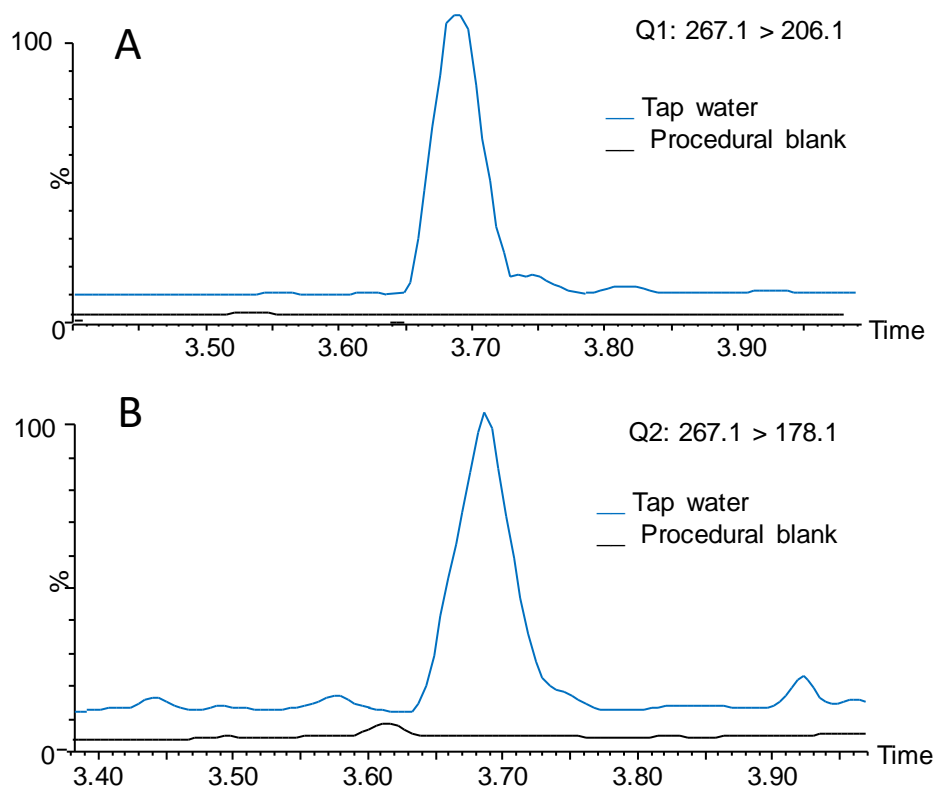 A
Q1: 267.1 > 206.1
100
Tap water
Procedural blank
%
0
3.50 3.60 3.70 3.80 3.90 Time
B
Q2: 267.1 > 178.1
100
Tap water
Procedural blank
%
0
3.40 3.50 3.60 3.70 3.80 3.90 Time